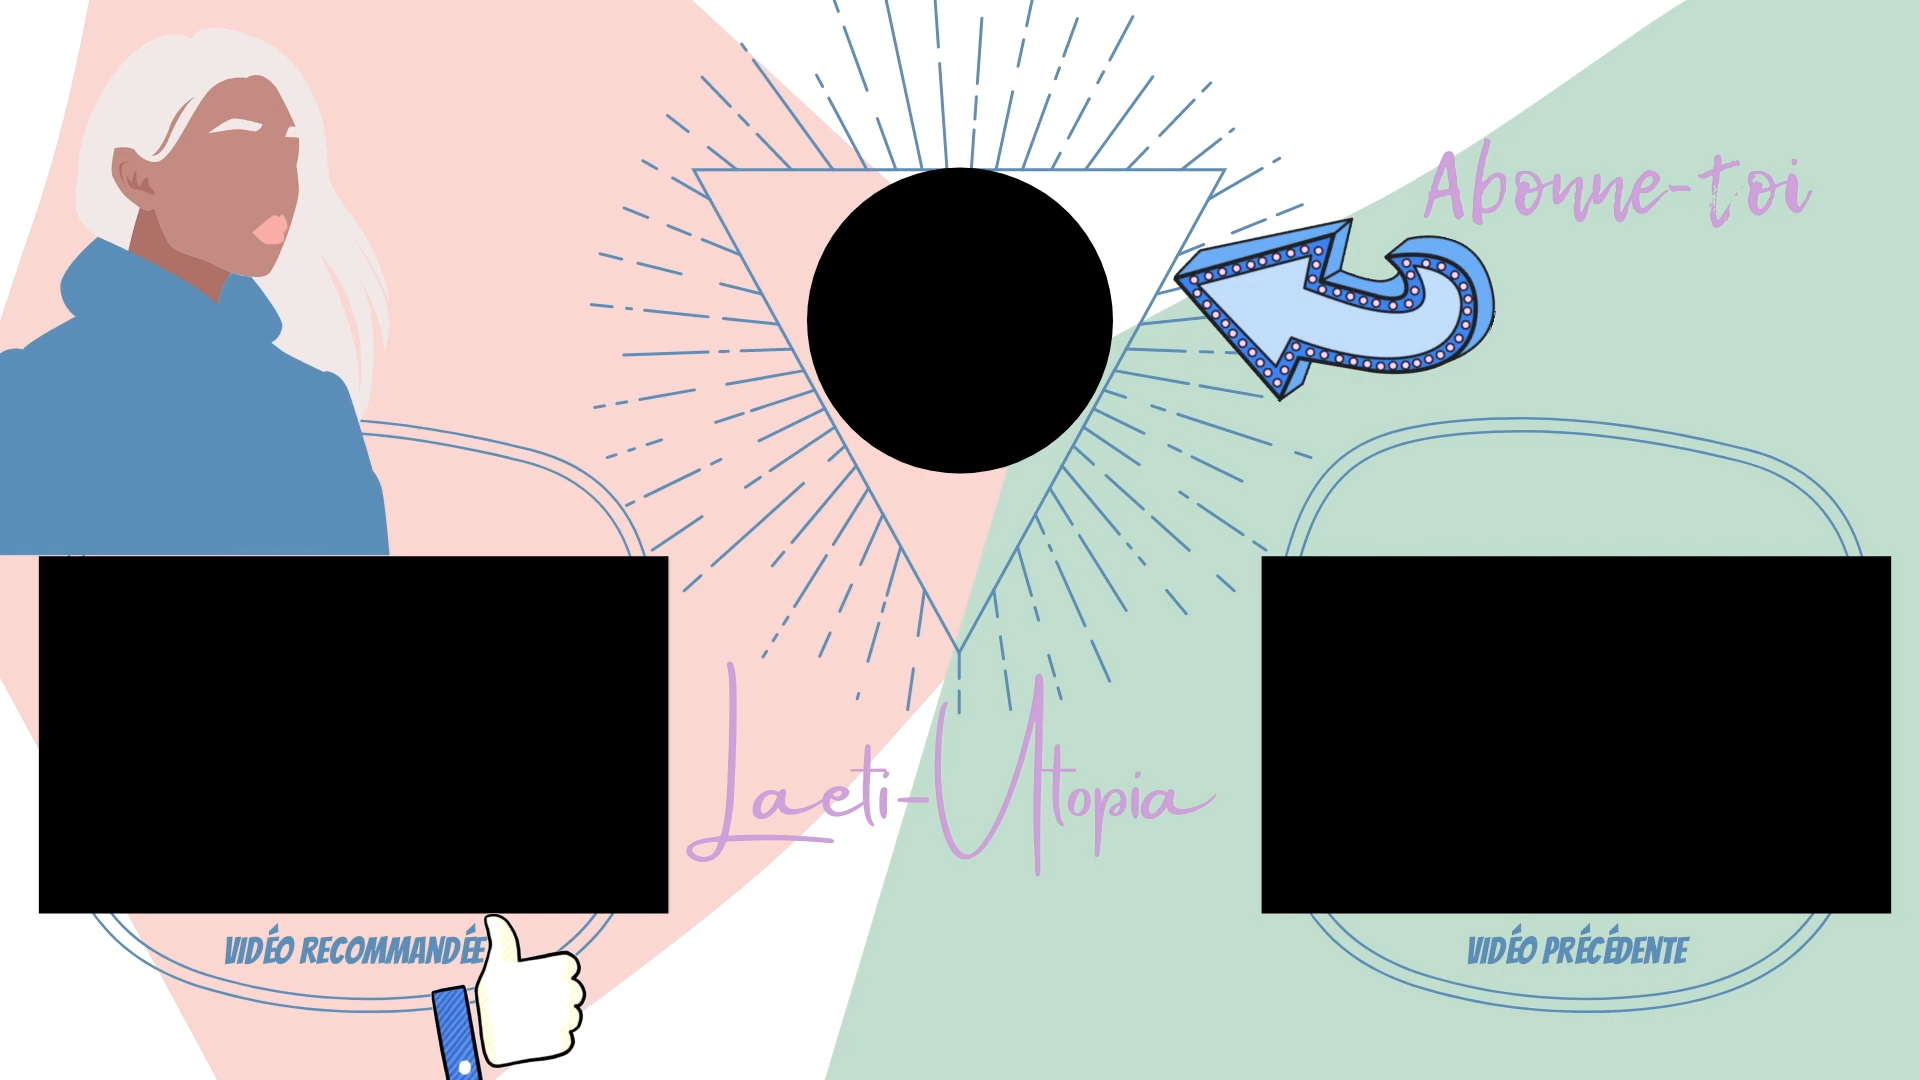 Abonne-toi
Laeti-Utopia
VIDÉO RECOMMANDÉE
VIDÉO PRÉCÉDENTE